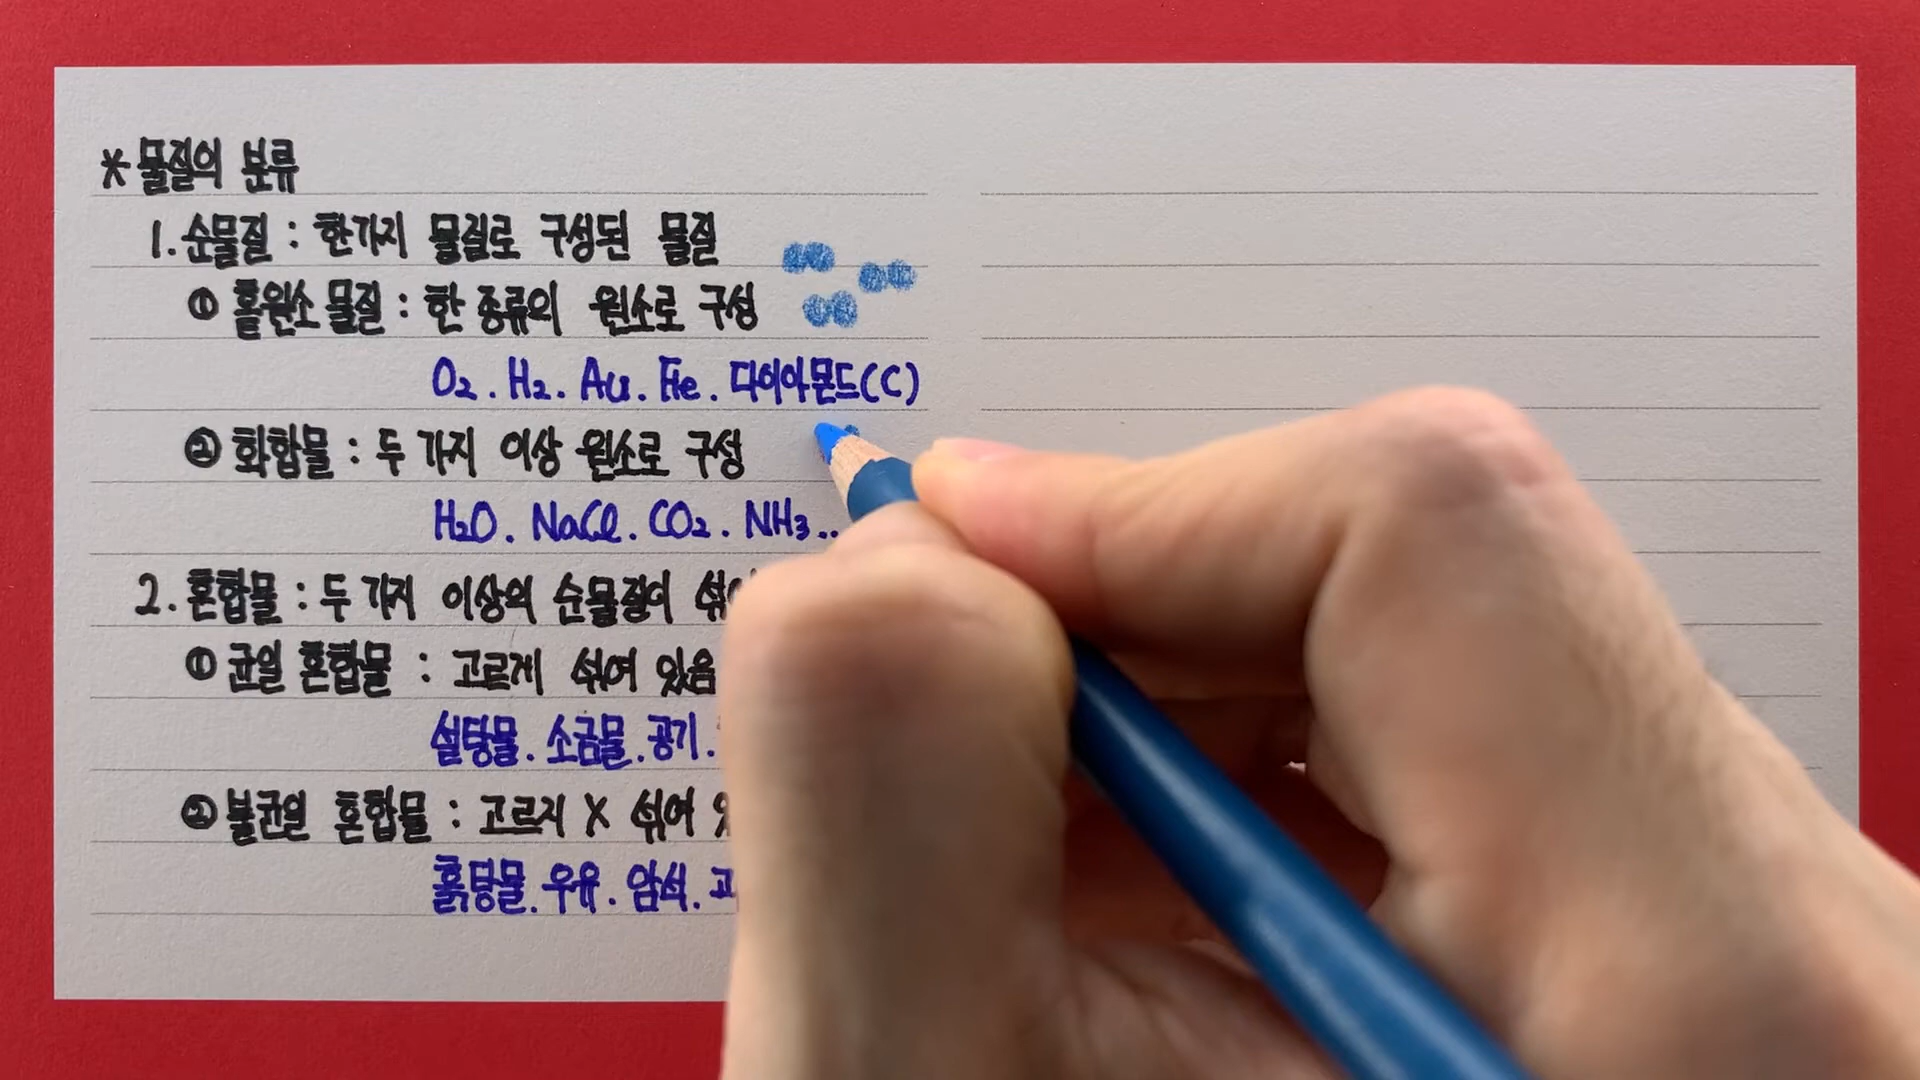 * 물질의 분류
1. 순물질 : 한가지 물질로 구성된 물질
① 홑원소 물질 : 한 종류의 원소로 구성
O₂. H₂. Au. Fe. 다이아몬드(C)
② 화합물 : 두 가지 이상 원소로 구성
H₂O. NaCl. CO₂. NH₃...
2. 혼합물 : 두 가지 이상의 순물질이
① 균일 혼합물 : 고르게 섞여 있음
설탕물. 소금물. 공기.
② 불균일 혼합물 : 고르지 X 섞여
흙탕물. 우유. 암석.